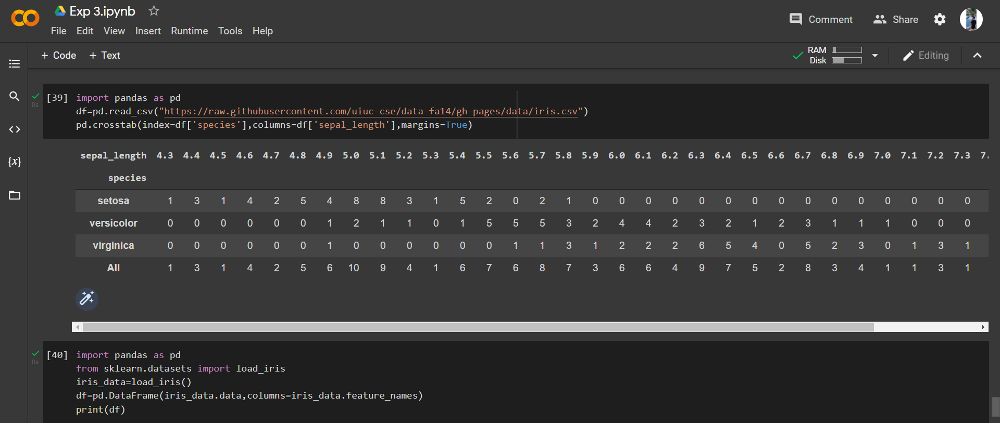 Exp 3.ipynb
File Edit View Insert Runtime Tools Help
Comment Share
+ Code + Text
RAM
Disk
Editing
[39] import pandas as pd
0s
df=pd.read_csv("https://raw.githubusercontent.com/uiuc-cse/data-fa14/gh-pages/data/iris.csv")
pd.crosstab(index=df['species'],columns=df['sepal_length'],margins=True)
{x}
sepal_length 4.3 4.4 4.5 4.6 4.7 4.8 4.9 5.0 5.1 5.2 5.3 5.4 5.5 5.6 5.7 5.8 5.9 6.0 6.1 6.2 6.3 6.4 6.5 6.6 6.7 6.8 6.9 7.0 7.1 7.2 7.3 7.
species
setosa 1 3 1 4 2 5 4 8 8 3 1 5 2 0 2 1 0 0 0 0 0 0 0 0 0 0 0 0 0 0 0
versicolor 0 0 0 0 0 0 1 2 1 1 0 1 5 5 5 3 2 4 4 2 3 2 1 2 3 1 1 1 0 0 0
virginica 0 0 0 0 0 0 1 0 0 0 0 0 0 1 1 3 1 2 2 2 6 5 4 0 5 2 3 0 1 3 1
All 1 3 1 4 2 5 6 10 9 4 1 6 7 6 8 7 3 6 6 4 9 7 5 2 8 3 4 1 1 3 1
[40] import pandas as pd
0s
from sklearn.datasets import load_iris
iris_data=load_iris()
df=pd.DataFrame(iris_data.data,columns=iris_data.feature_names)
print(df)